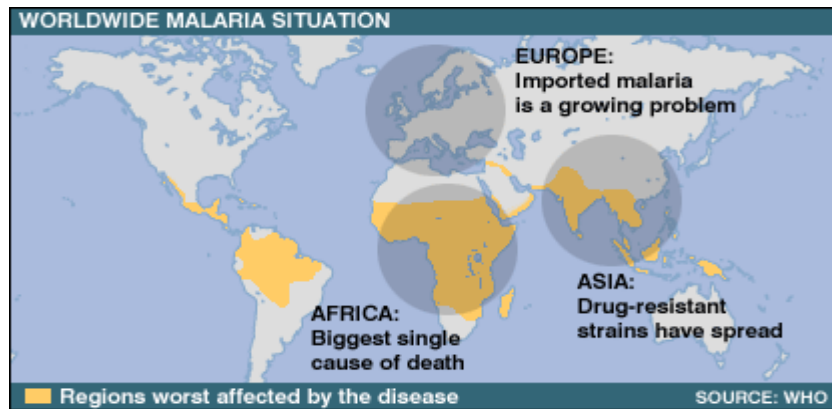 WORLDWIDE MALARIA SITUATION
EUROPE:
Imported malaria
is a growing problem
ASIA:
Drug-resistant
strains have spread
AFRICA:
Biggest single
cause of death
Regions worst affected by the disease
SOURCE: WHO